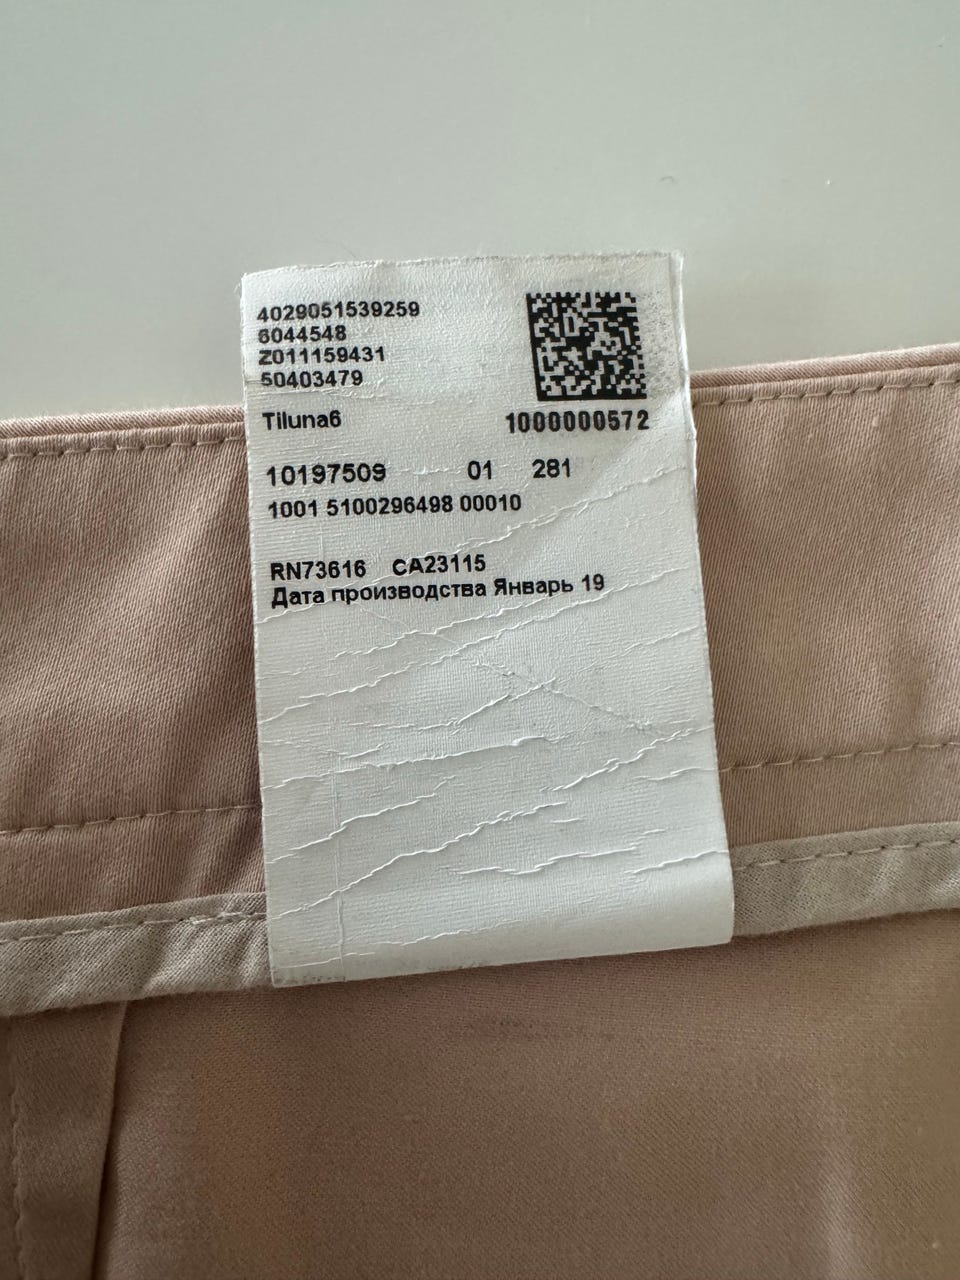 4029051539259
6044548
Z011159431
50403479
Tiluna6
1000000572
10197509 01 281
1001 5100296498 00010
RN73616 CA23115
Дата производства Январь 19